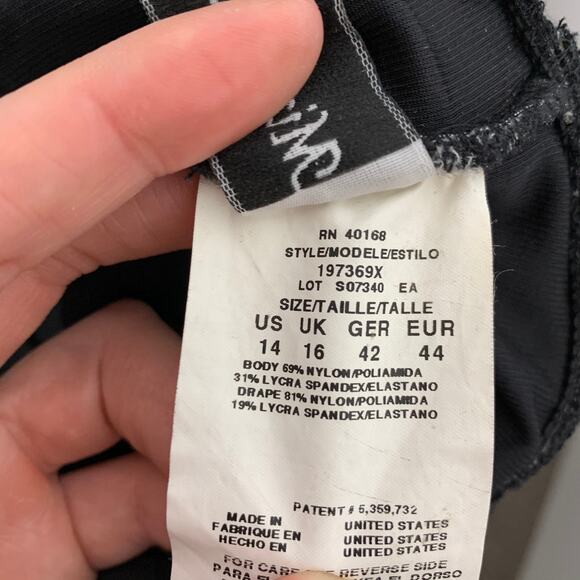 RN 40168
STYLE/MODELE/ESTILO
197369X
LOT S07340 EA
SIZE/TAILLE/TALLE
US UK GER EUR
14 16 42 44
BODY 69% NYLON/POLIAMIDA
31% LYCRA SPANDEX/ELASTANO
DRAPE 81% NYLON/POLIAMIDA
19% LYCRA SPANDEX/ELASTANO
PATENT # 5,359,732
MADE IN UNITED STATES
FABRIQUE EN UNITED STATES
HECHO EN UNITED STATES
FOR CARE SEE REVERSE SIDE